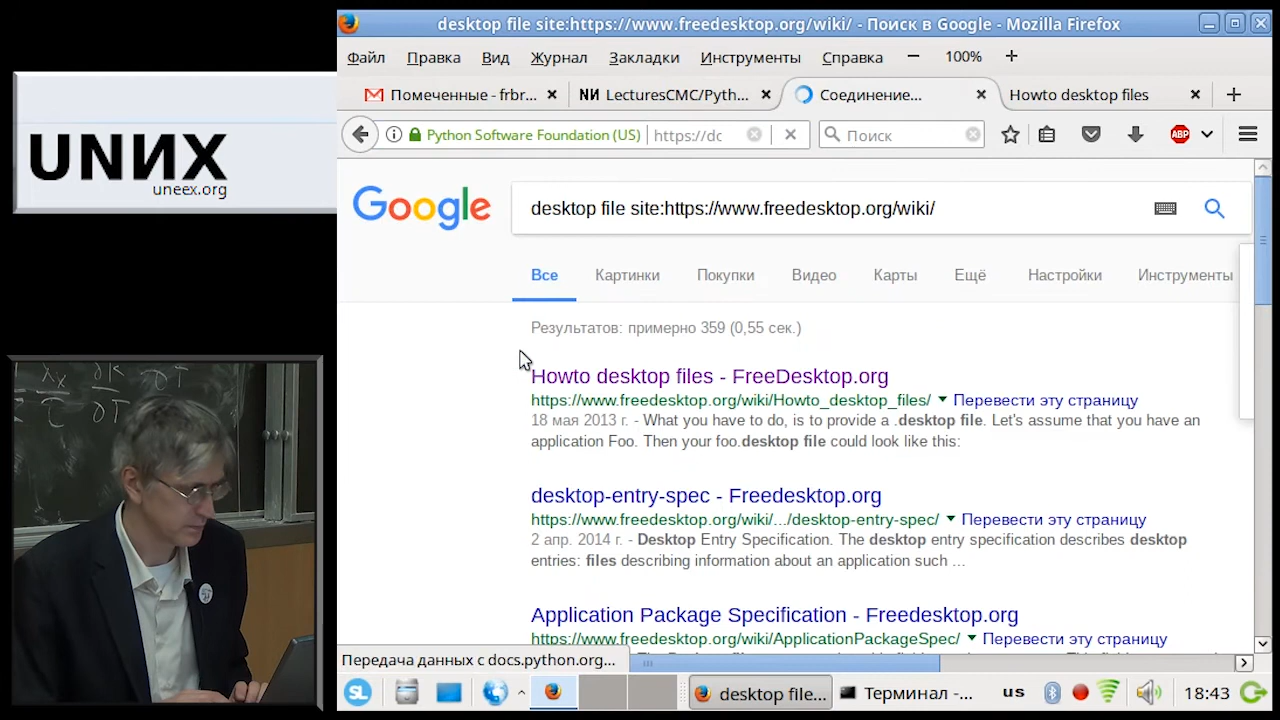 UNИX
uneex.org
desktop file site:https://www.freedesktop.org/wiki/ - Поиск в Google - Mozilla Firefox
Файл Правка Вид Журнал Закладки Инструменты Справка 100%
Помеченные - frbr... LecturesCMC/Pyth... Соединение... Howto desktop files
Python Software Foundation (US) https://dc Поиск ABP
Google desktop file site:https://www.freedesktop.org/wiki/
Все Картинки Покупки Видео Карты Ещё Настройки Инструменты
Результатов: примерно 359 (0,55 сек.)
Howto desktop files - FreeDesktop.org
https://www.freedesktop.org/wiki/Howto_desktop_files/ Перевести эту страницу
18 мая 2013 г. - What you have to do, is to provide a .desktop file. Let's assume that you have an
application Foo. Then your foo.desktop file could look like this:
desktop-entry-spec - Freedesktop.org
https://www.freedesktop.org/wiki/.../desktop-entry-spec/ Перевести эту страницу
2 апр. 2014 г. - Desktop Entry Specification. The desktop entry specification describes desktop
entries: files describing information about an application such ...
Application Package Specification - Freedesktop.org
https://www.freedesktop.org/wiki/ApplicationPackageSpec/ Перевести эту страницу
Передача данных с docs.python.org...
SL desktop file... Терминал -... us 18:43